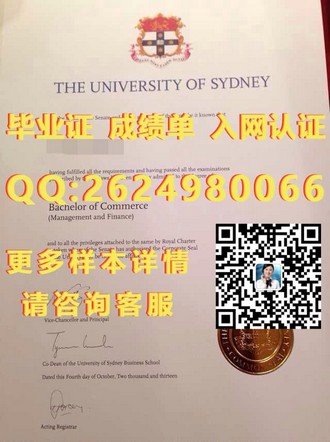 THE UNIVERSITY OF SYDNEY
毕业证 成绩单 入网认证
having fulfilled all the requirements and having passed all the examinations
QQ:2624980066
Bachelor of Commerce
(Management and Finance)
and to all the privileges attached to the same by Royal Charter
更多样本详情
请咨询客服
Vice-Chancellor and Principal
Co-Dean of the University of Sydney Business School
Dated this Fourth day of October, Two thousand and thirteen
Acting Registrar